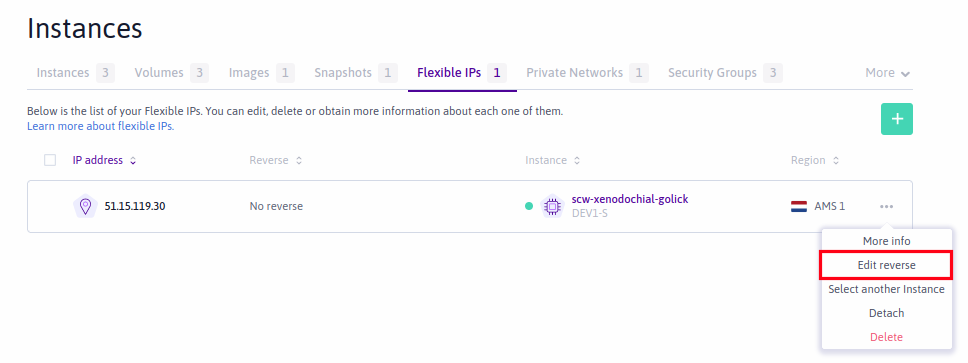 Instances
Instances 3 Volumes 3 Images 1 Snapshots 1 Flexible IPs 1 Private Networks 1 Security Groups 3 More
Below is the list of your Flexible IPs. You can edit, delete or obtain more information about each one of them.
Learn more about flexible IPs.
+
IP address Reverse Instance Region
51.15.119.30 No reverse scw-xenodochial-golick AMS 1 •••
DEV1-S
More info
Edit reverse
Select another Instance
Detach
Delete